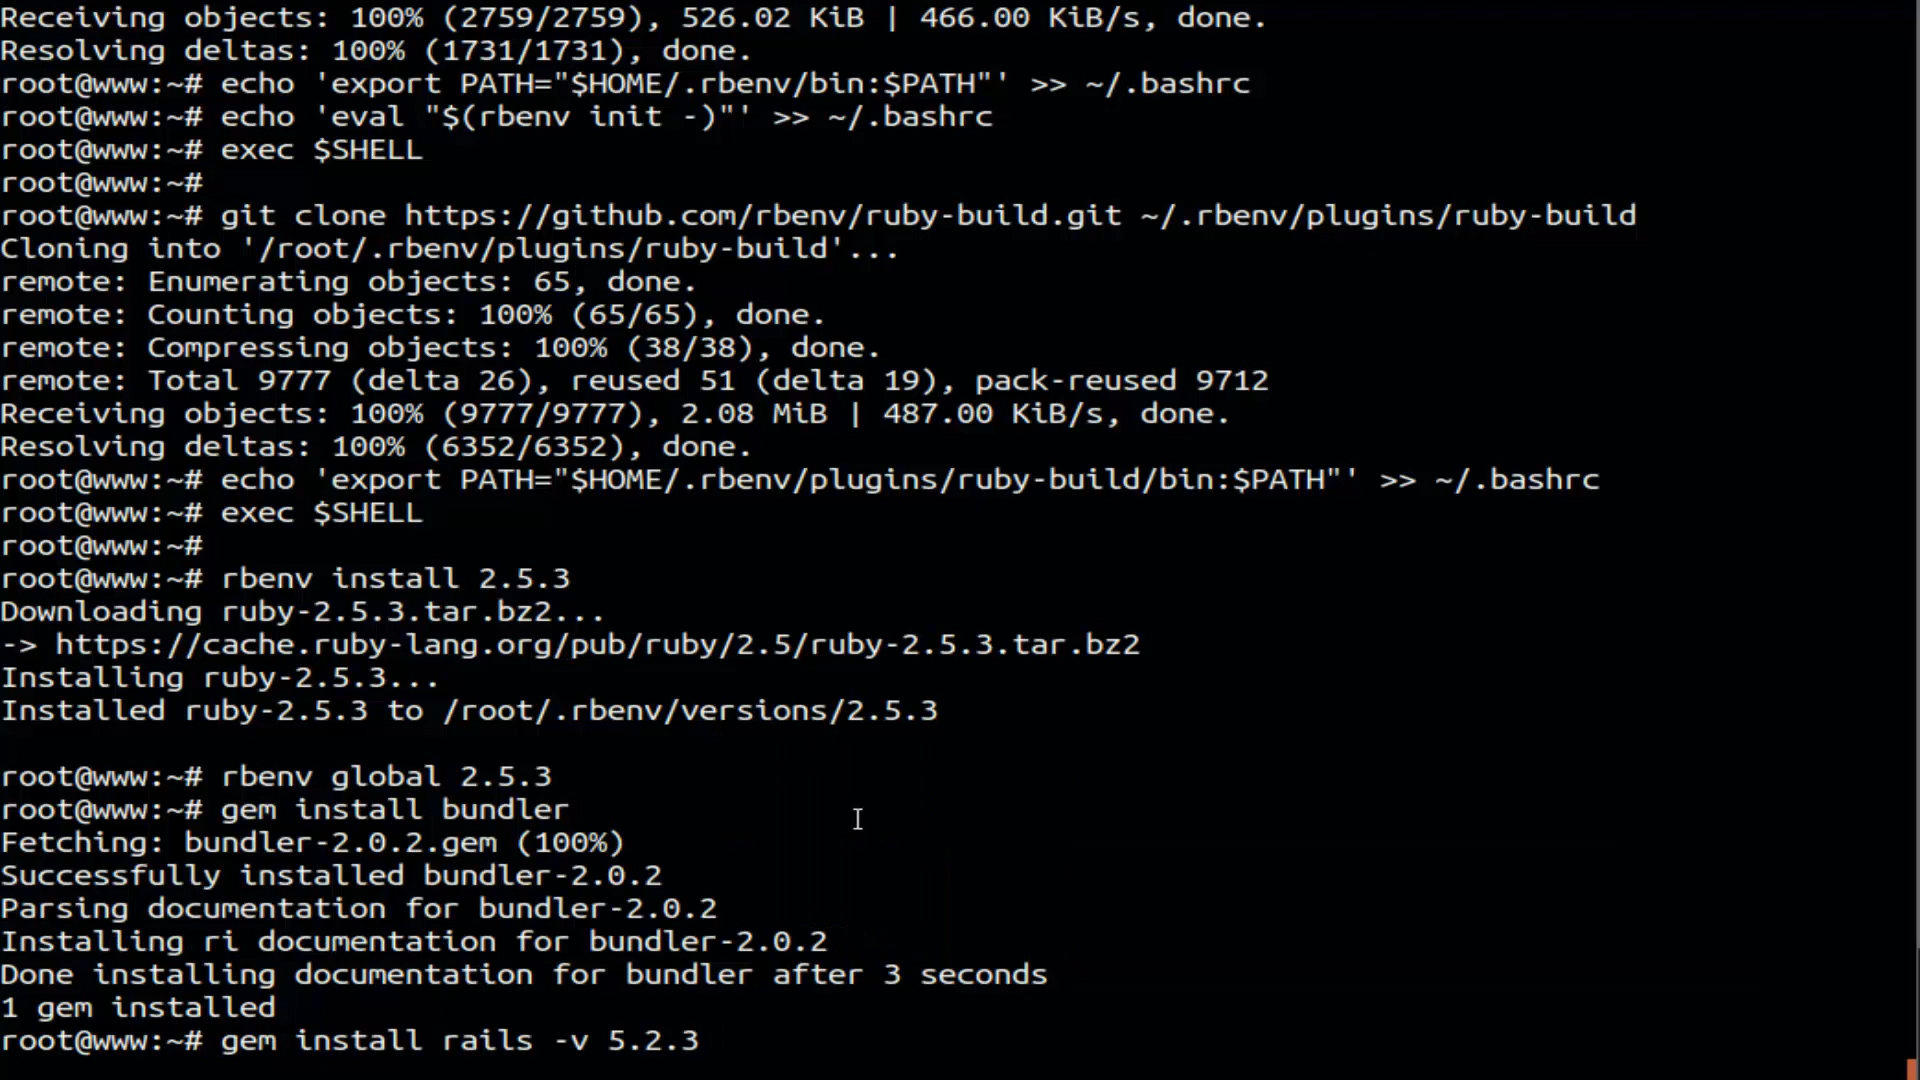 Receiving objects: 100% (2759/2759), 526.02 KiB | 466.00 KiB/s, done.
Resolving deltas: 100% (1731/1731), done.
root@www:~# echo 'export PATH="$HOME/.rbenv/bin:$PATH"' >> ~/.bashrc
root@www:~# echo 'eval "$(rbenv init -)"' >> ~/.bashrc
root@www:~# exec $SHELL
root@www:~#
root@www:~# git clone https://github.com/rbenv/ruby-build.git ~/.rbenv/plugins/ruby-build
Cloning into '/root/.rbenv/plugins/ruby-build'...
remote: Enumerating objects: 65, done.
remote: Counting objects: 100% (65/65), done.
remote: Compressing objects: 100% (38/38), done.
remote: Total 9777 (delta 26), reused 51 (delta 19), pack-reused 9712
Receiving objects: 100% (9777/9777), 2.08 MiB | 487.00 KiB/s, done.
Resolving deltas: 100% (6352/6352), done.
root@www:~# echo 'export PATH="$HOME/.rbenv/plugins/ruby-build/bin:$PATH"' >> ~/.bashrc
root@www:~# exec $SHELL
root@www:~#
root@www:~# rbenv install 2.5.3
Downloading ruby-2.5.3.tar.bz2...
-> https://cache.ruby-lang.org/pub/ruby/2.5/ruby-2.5.3.tar.bz2
Installing ruby-2.5.3...
Installed ruby-2.5.3 to /root/.rbenv/versions/2.5.3
root@www:~# rbenv global 2.5.3
root@www:~# gem install bundler
Fetching: bundler-2.0.2.gem (100%)
Successfully installed bundler-2.0.2
Parsing documentation for bundler-2.0.2
Installing ri documentation for bundler-2.0.2
Done installing documentation for bundler after 3 seconds
1 gem installed
root@www:~# gem install rails -v 5.2.3